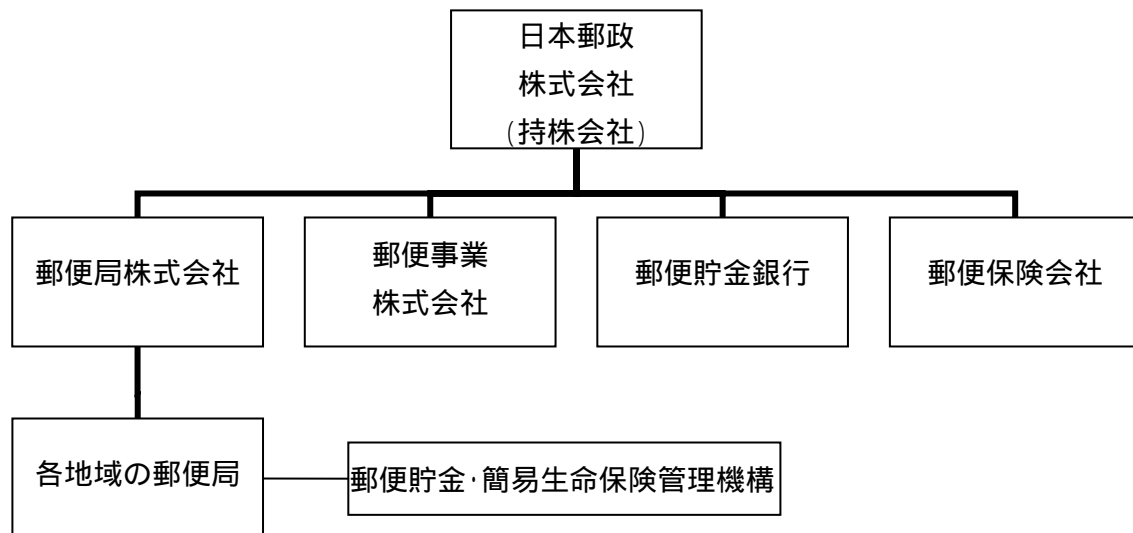 日本郵政
株式会社
(持株会社)
郵便局株式会社
郵便事業
株式会社
郵便貯金銀行
郵便保険会社
各地域の郵便局
郵便貯金・簡易生命保険管理機構